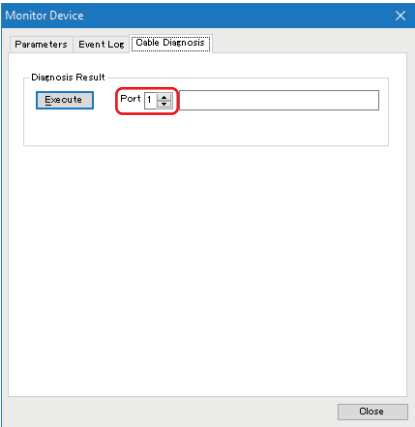 Monitor Device
Parameters Event Log Cable Diagnosis
Diagnosis Result
Execute Port 1
Close